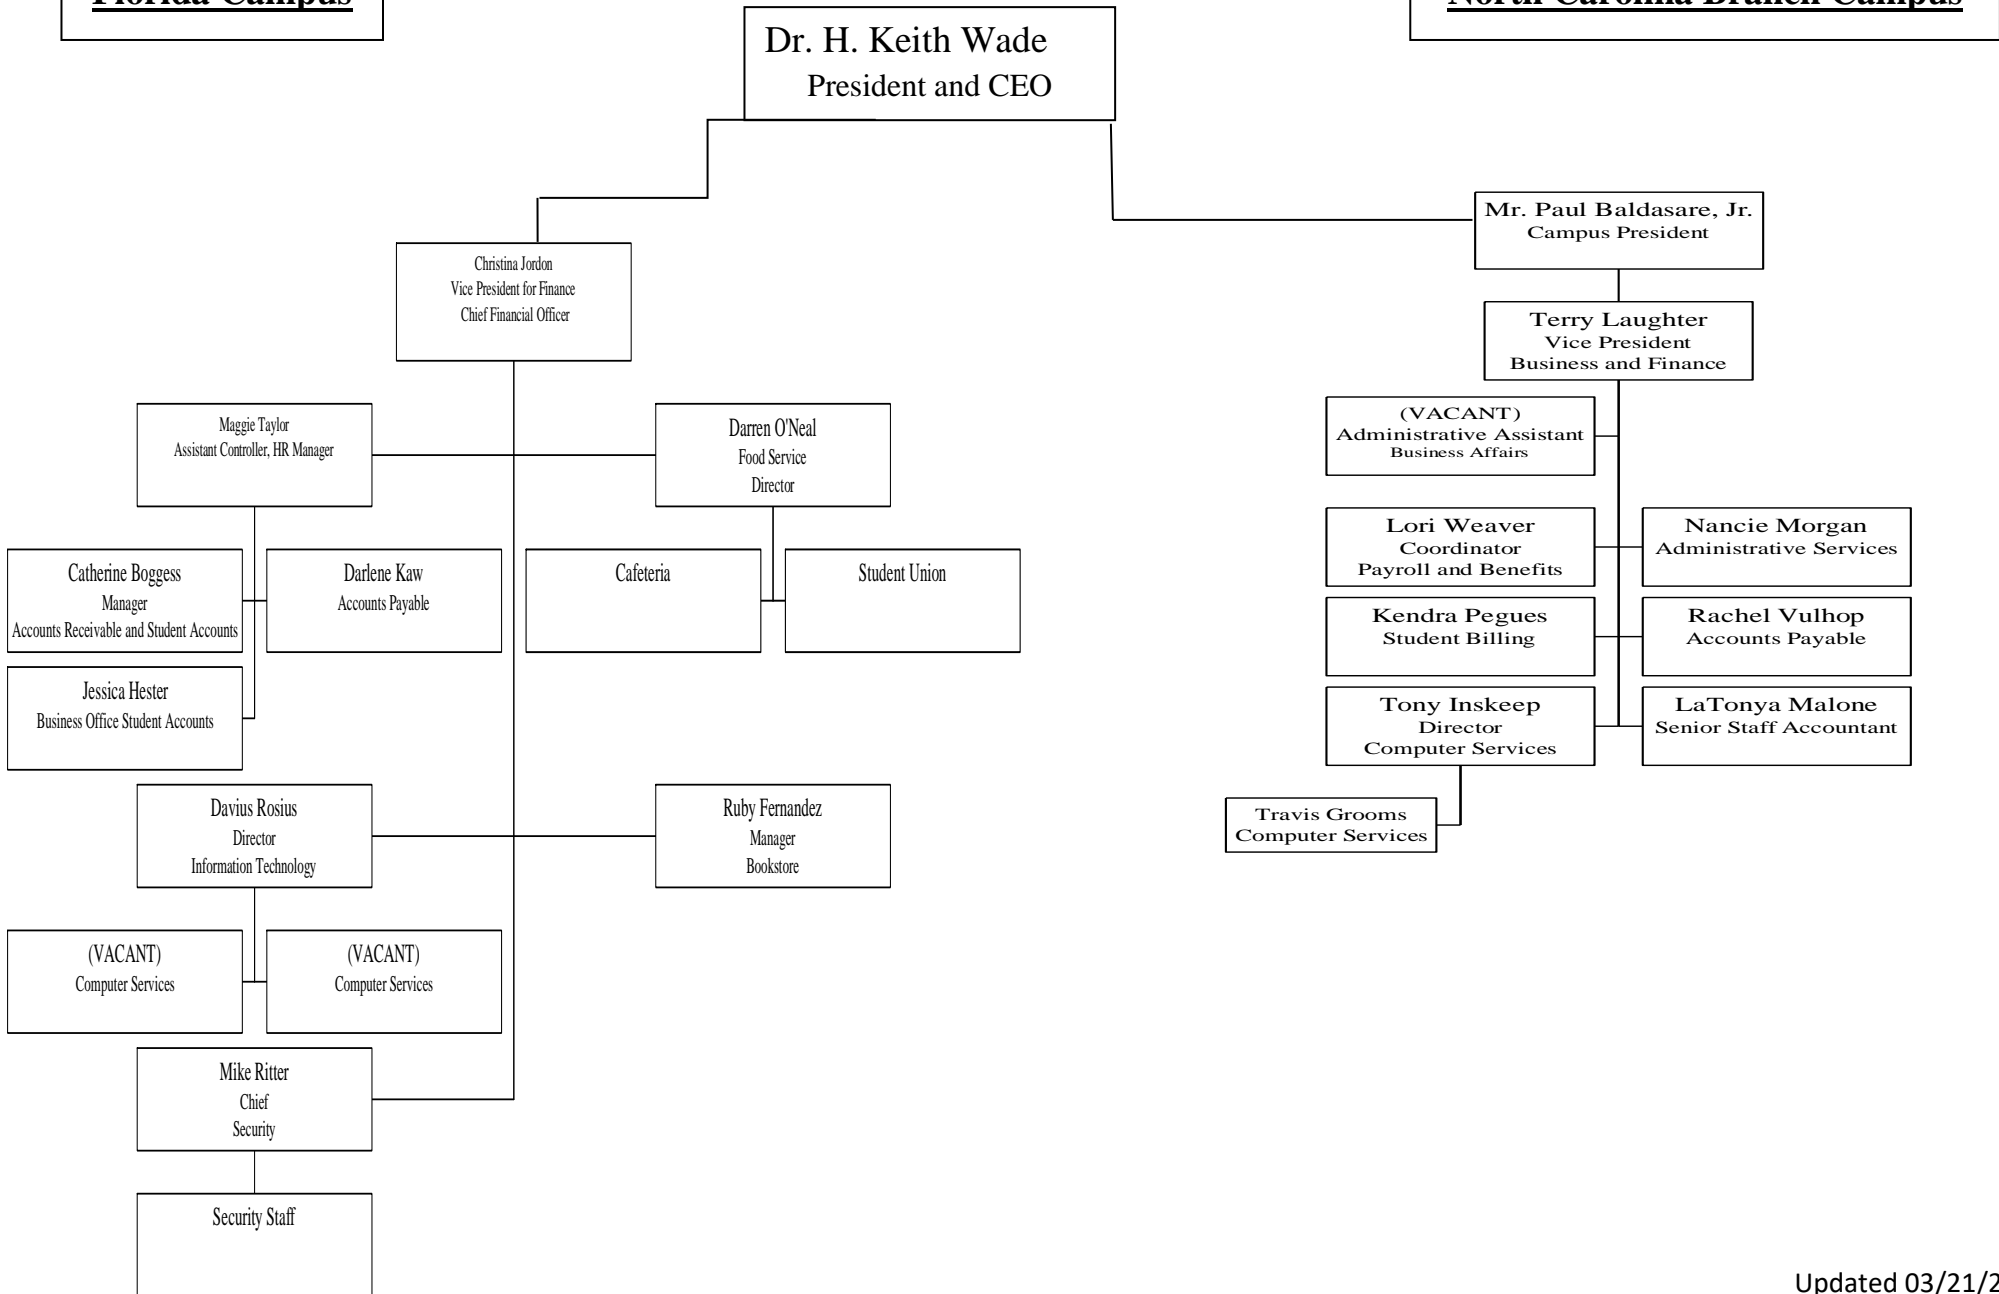 Florida Campus
North Carolina Branch Campus
Dr. H. Keith Wade
President and CEO
Mr. Paul Baldasare, Jr.
Campus President
Christina Jordon
Vice President for Finance
Chief Financial Officer
Terry Laughter
Vice President
Business and Finance
Maggie Taylor
Assistant Controller, HR Manager
Darren O'Neal
Food Service
Director
(VACANT)
Administrative Assistant
Business Affairs
Catherine Boggess
Manager
Accounts Receivable and Student Accounts
Darlene Kaw
Accounts Payable
Cafeteria
Student Union
Lori Weaver
Coordinator
Payroll and Benefits
Nancie Morgan
Administrative Services
Kendra Pegues
Student Billing
Rachel Vulhop
Accounts Payable
Jessica Hester
Business Office Student Accounts
Tony Inskeep
Director
Computer Services
LaTonya Malone
Senior Staff Accountant
Davius Rosius
Director
Information Technology
Ruby Fernandez
Manager
Bookstore
Travis Grooms
Computer Services
(VACANT)
Computer Services
(VACANT)
Computer Services
Mike Ritter
Chief
Security
Security Staff
Updated 03/21/2